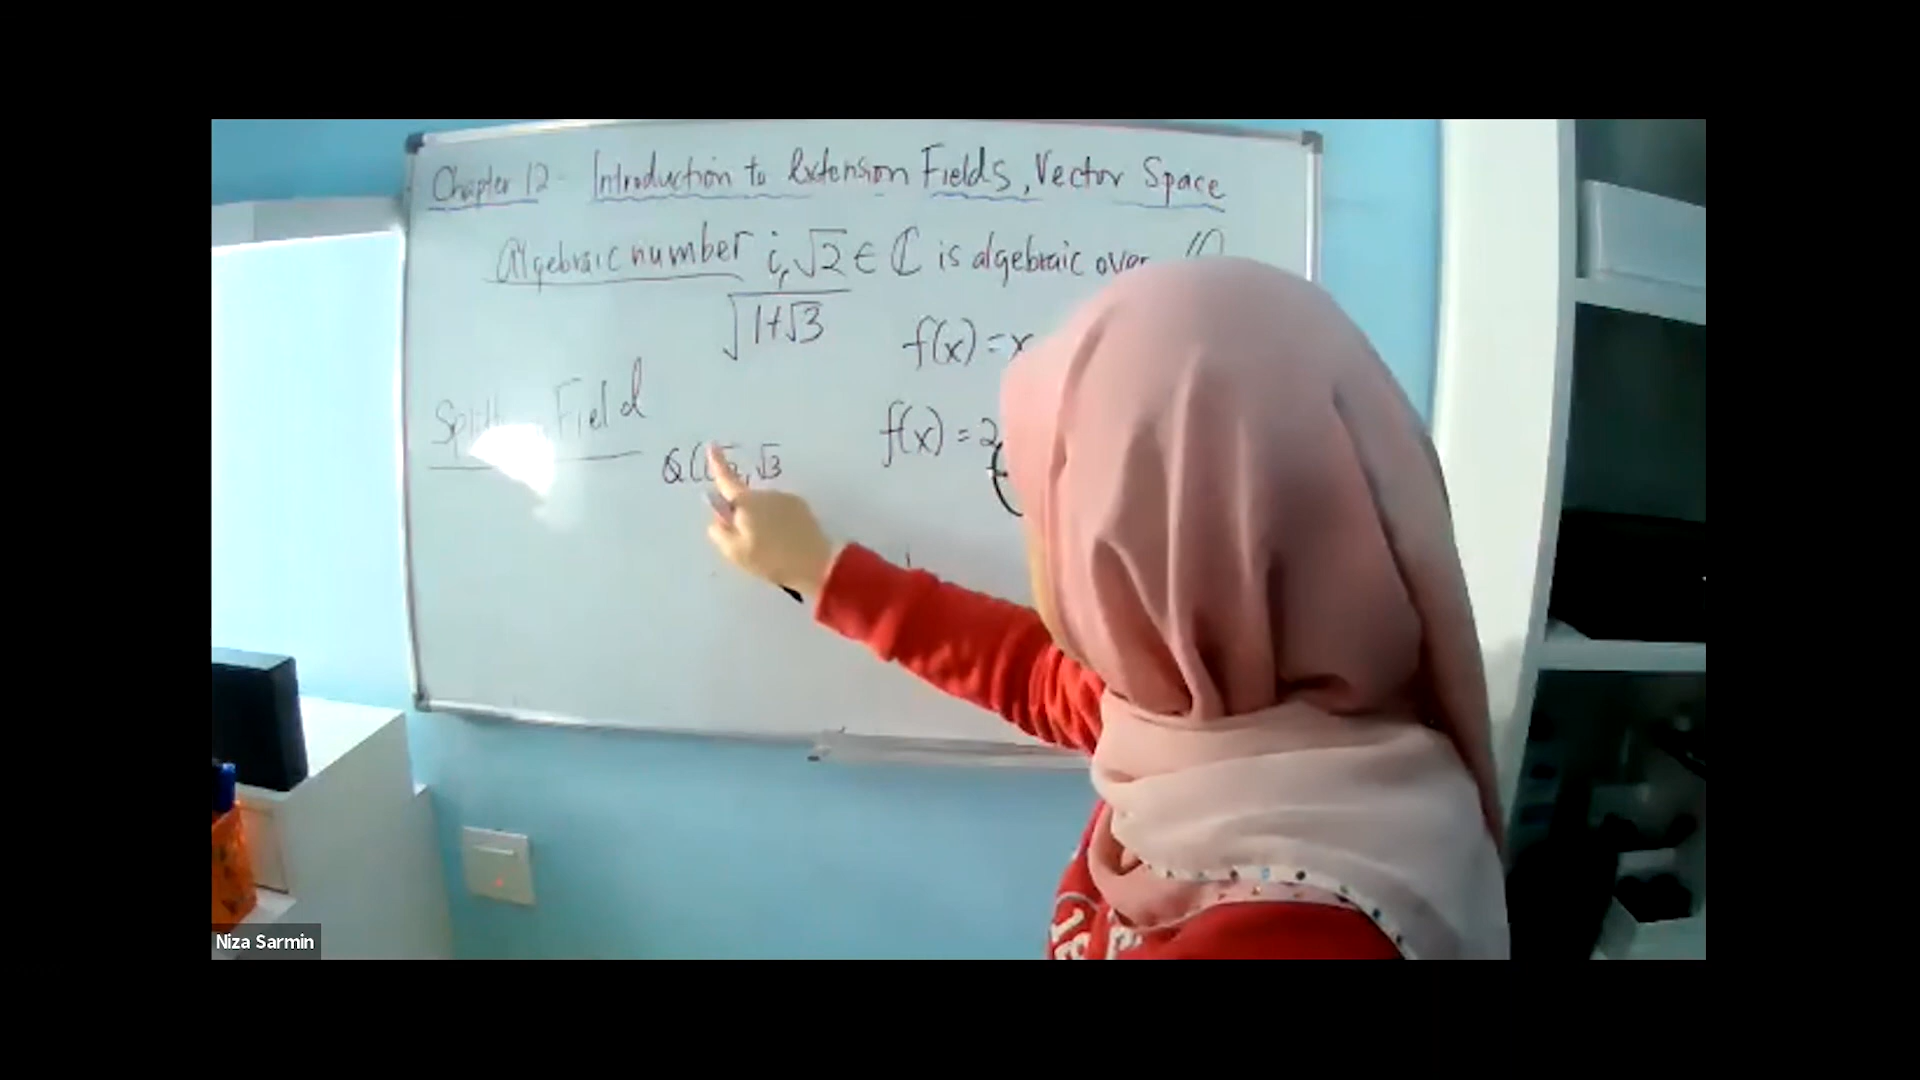 Chapter 12 - Introduction to Extension Fields, Vector Space
Algebraic number i, √2 ∈ ℂ is algebraic over
√(1+√3)
f(x) = x
Field
f(x) = 2
Q(i, √3
Niza Sarmin